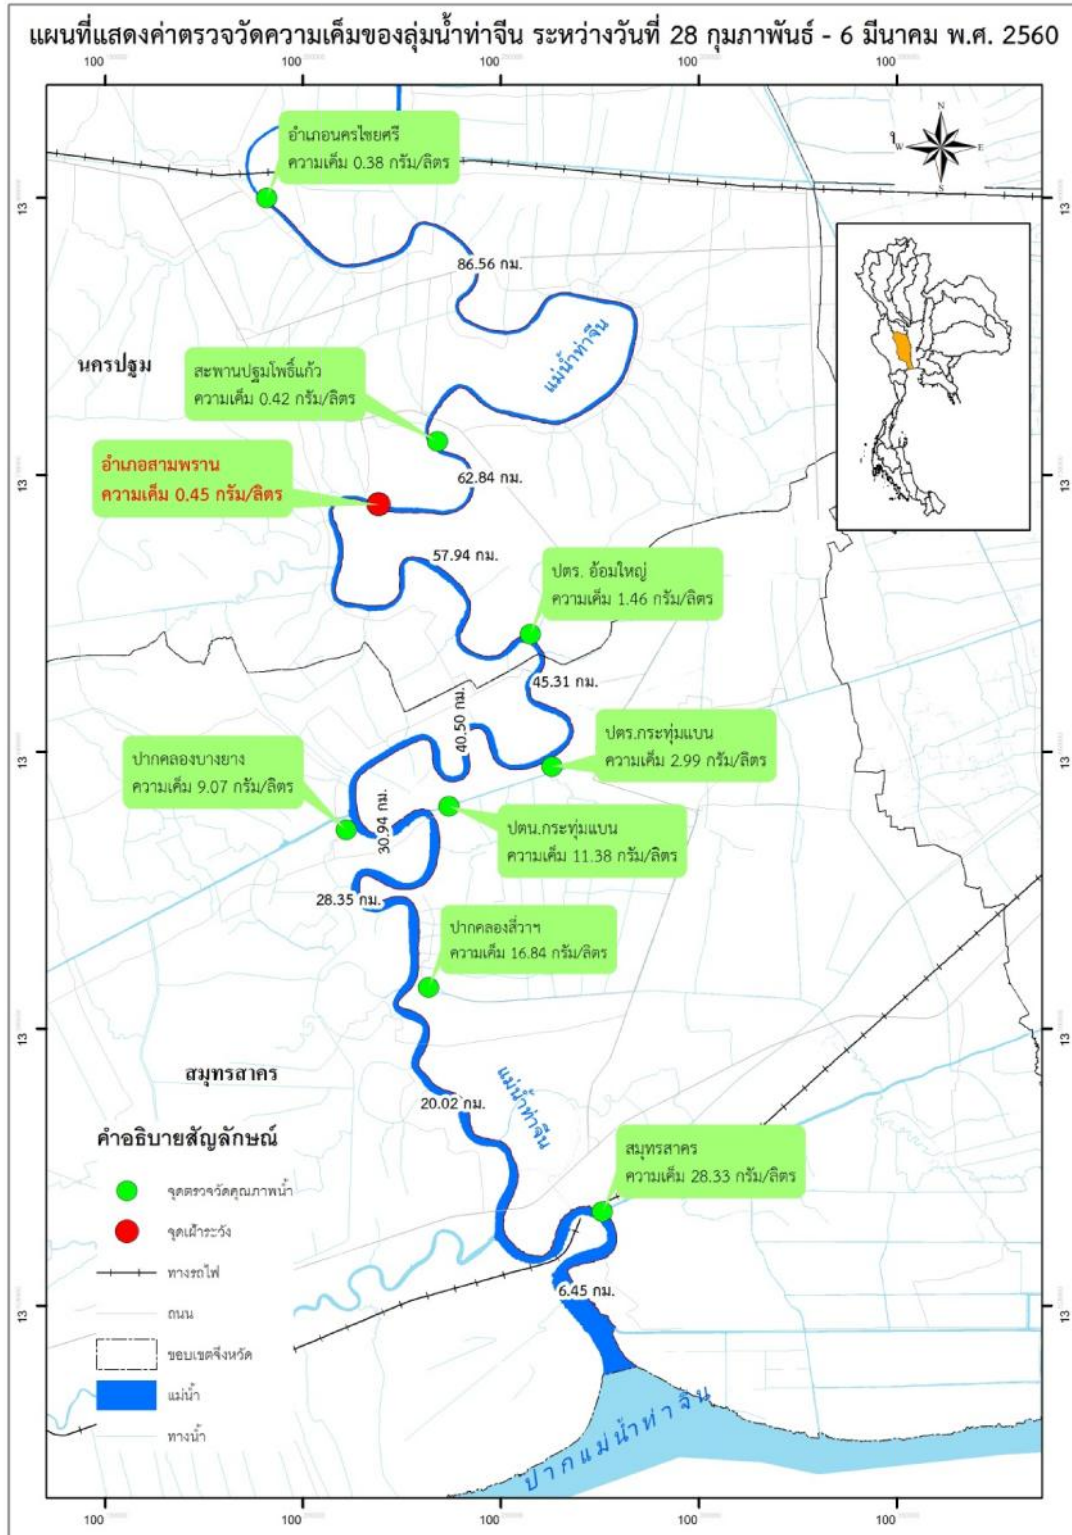 แผนที่แสดงค่าตรวจวัดความเค็มของลุ่มน้ำท่าจีน ระหว่างวันที่ 28 กุมภาพันธ์ - 6 มีนาคม พ.ศ. 2560
100
100
100
100
100
N
W
E
S
อำเภอนครไชยศรี
ความเค็ม 0.38 กรัม/ลิตร
13
13
86.56 กม.
แม่น้ำท่าจีน
นครปฐม
สะพานปฐมโพธิ์แก้ว
ความเค็ม 0.42 กรัม/ลิตร
อำเภอสามพราน
ความเค็ม 0.45 กรัม/ลิตร
62.84 กม.
13
13
57.94 กม.
ปตร. อ้อมใหญ่
ความเค็ม 1.46 กรัม/ลิตร
45.31 กม.
40.50 กม.
ปตร.กระทุ่มแบน
ความเค็ม 2.99 กรัม/ลิตร
ปากคลองบางยาง
ความเค็ม 9.07 กรัม/ลิตร
13
13
30.94 กม.
ปตน.กระทุ่มแบน
ความเค็ม 11.38 กรัม/ลิตร
28.35 กม.
ปากคลองสี่วาฯ
ความเค็ม 16.84 กรัม/ลิตร
13
13
สมุทรสาคร
20.02 กม.
แม่น้ำท่าจีน
สมุทรสาคร
ความเค็ม 28.33 กรัม/ลิตร
6.45 กม.
13
13
ปากแม่น้ำท่าจีน
คำอธิบายสัญลักษณ์
จุดตรวจวัดคุณภาพน้ำ
จุดเฝ้าระวัง
ทางรถไฟ
ถนน
ขอบเขตจังหวัด
แม่น้ำ
ทางน้ำ
100
100
100
100
100